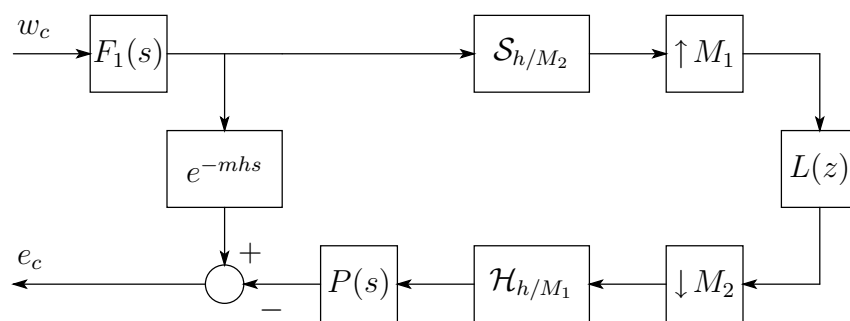 w_c F_1(s) 𝒮_{h/M_2} ↑ M_1
e^{-mhs} L(z)
e_c + − P(s) ℋ_{h/M_1} ↓ M_2